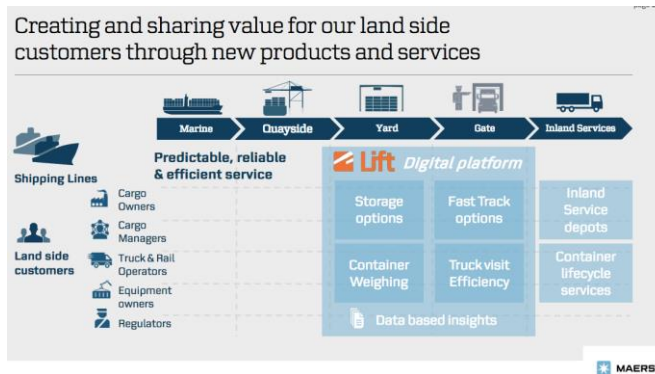 Creating and sharing value for our land side
customers through new products and services
Marine
Quayside
Yard
Gate
Inland Services
Shipping Lines
Predictable, reliable
& efficient service
Lift Digital platform
Land side
customers
Cargo
Owners
Cargo
Managers
Truck & Rail
Operators
Equipment
owners
Regulators
Storage
options
Fast Track
options
Inland
Service
depots
Container
Weighing
Truck visit
Efficiency
Container
lifecycle
services
Data based insights
MAERS